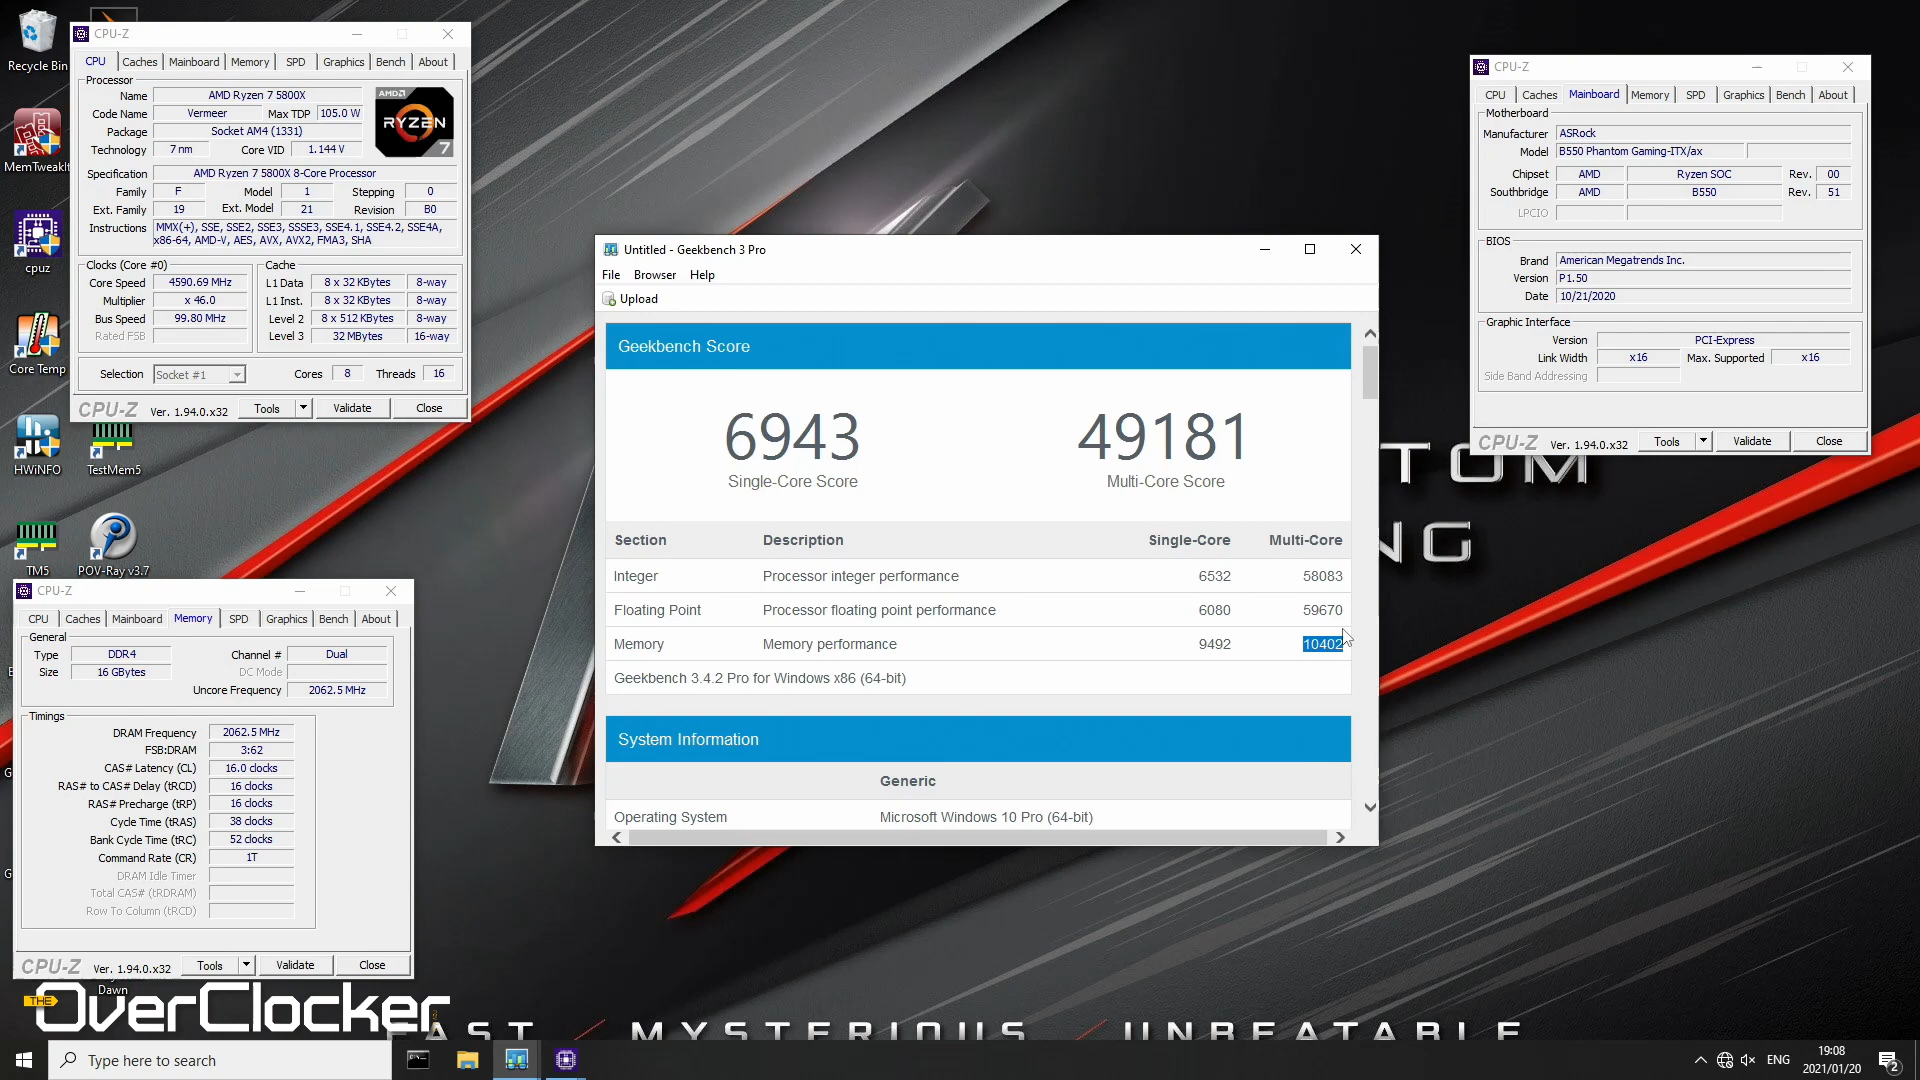 Recycle Bin
MemTweakIt
cpuz
Core Temp
HWiNFO
TestMem5
TM5
POV-Ray v3.7
CPU-Z
CPU Caches Mainboard Memory SPD Graphics Bench About
Processor
Name AMD Ryzen 7 5800X
Code Name Vermeer Max TDP 105.0 W
Package Socket AM4 (1331)
Technology 7 nm Core VID 1.144 V
AMD RYZEN 7
Specification AMD Ryzen 7 5800X 8-Core Processor
Family F Model 1 Stepping 0
Ext. Family 19 Ext. Model 21 Revision B0
Instructions MMX(+), SSE, SSE2, SSE3, SSSE3, SSE4.1, SSE4.2, SSE4A,
x86-64, AMD-V, AES, AVX, AVX2, FMA3, SHA
Clocks (Core #0) Cache
Core Speed 4590.69 MHz L1 Data 8 x 32 KBytes 8-way
Multiplier x 46.0 L1 Inst. 8 x 32 KBytes 8-way
Bus Speed 99.80 MHz Level 2 8 x 512 KBytes 8-way
Rated FSB Level 3 32 MBytes 16-way
Selection Socket #1 Cores 8 Threads 16
CPU-Z Ver. 1.94.0.x32 Tools Validate Close
CPU-Z
CPU Caches Mainboard Memory SPD Graphics Bench About
General
Type DDR4 Channel # Dual
Size 16 GBytes DC Mode
Uncore Frequency 2062.5 MHz
Timings
DRAM Frequency 2062.5 MHz
FSB:DRAM 3:62
CAS# Latency (CL) 16.0 clocks
RAS# to CAS# Delay (tRCD) 16 clocks
RAS# Precharge (tRP) 16 clocks
Cycle Time (tRAS) 38 clocks
Bank Cycle Time (tRC) 52 clocks
Command Rate (CR) 1T
DRAM Idle Timer
Total CAS# (tRDRAM)
Row To Column (tRCD)
CPU-Z Ver. 1.94.0.x32 Tools Validate Close
Dawn
Untitled - Geekbench 3 Pro
File Browser Help
Upload
Geekbench Score
6943 49181
Single-Core Score Multi-Core Score
Section Description Single-Core Multi-Core
Integer Processor integer performance 6532 58083
Floating Point Processor floating point performance 6080 59670
Memory Memory performance 9492 10402
Geekbench 3.4.2 Pro for Windows x86 (64-bit)
System Information
Generic
Operating System Microsoft Windows 10 Pro (64-bit)
CPU-Z
CPU Caches Mainboard Memory SPD Graphics Bench About
Motherboard
Manufacturer ASRock
Model B550 Phantom Gaming-ITX/ax
Chipset AMD Ryzen SOC Rev. 00
Southbridge AMD B550 Rev. 51
LPCIO
BIOS
Brand American Megatrends Inc.
Version P1.50
Date 10/21/2020
Graphic Interface
Version PCI-Express
Link Width x16 Max. Supported x16
Side Band Addressing
CPU-Z Ver. 1.94.0.x32 Tools Validate Close
TOM
NG
THE OverClocker
FAST MYSTERIOUS UNBEATABLE
Type here to search
ENG
19:08
2021/01/20
2